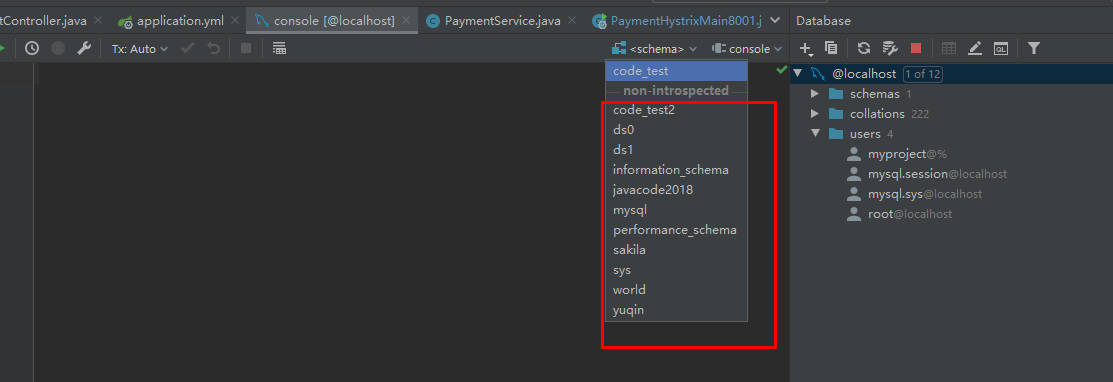 tController.java
application.yml
console [@localhost]
PaymentService.java
PaymentHystrixMain8001.j
Database
Tx: Auto
<schema>
console
code_test
non-introspected
code_test2
ds0
ds1
information_schema
javacode2018
mysql
performance_schema
sakila
sys
world
yuqin
QL
@localhost 1 of 12
schemas 1
collations 222
users 4
myproject@%
mysql.session@localhost
mysql.sys@localhost
root@localhost